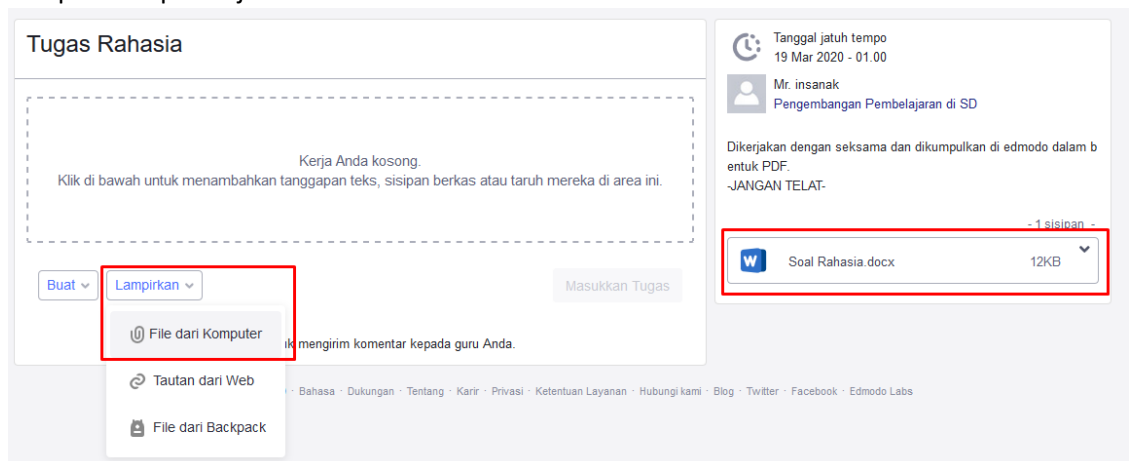 Tugas Rahasia
Kerja Anda kosong.
Klik di bawah untuk menambahkan tanggapan teks, sisipan berkas atau taruh mereka di area ini.
Buat
Lampirkan
Masukkan Tugas
File dari Komputer
mengirim komentar kepada guru Anda.
Tautan dari Web
File dari Backpack
Tanggal jatuh tempo
19 Mar 2020 - 01.00
Mr. insanak
Pengembangan Pembelajaran di SD
Dikerjakan dengan seksama dan dikumpulkan di edmodo dalam b
entuk PDF.
-JANGAN TELAT-
- 1 sisipan -
W
Soal Rahasia.docx
12KB
· Bahasa · Dukungan · Tentang · Karir · Privasi · Ketentuan Layanan · Hubungi kami · Blog · Twitter · Facebook · Edmodo Labs